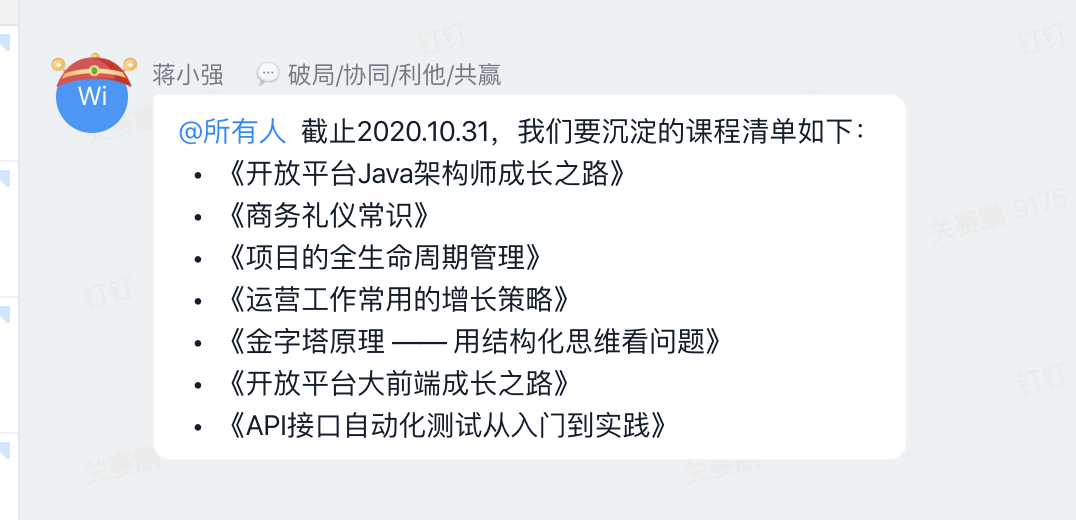 钉钉
钉钉
Wi
蒋小强 破局/协同/利他/共赢
@所有人 截止2020.10.31，我们要沉淀的课程清单如下：
• 《开放平台Java架构师成长之路》
• 《商务礼仪常识》
• 《项目的全生命周期管理》
• 《运营工作常用的增长策略》
• 《金字塔原理 —— 用结构化思维看问题》
• 《开放平台大前端成长之路》
• 《API接口自动化测试从入门到实践》
关赛鹏 9175
钉钉
钉钉
关赛鹏
关赛鹏